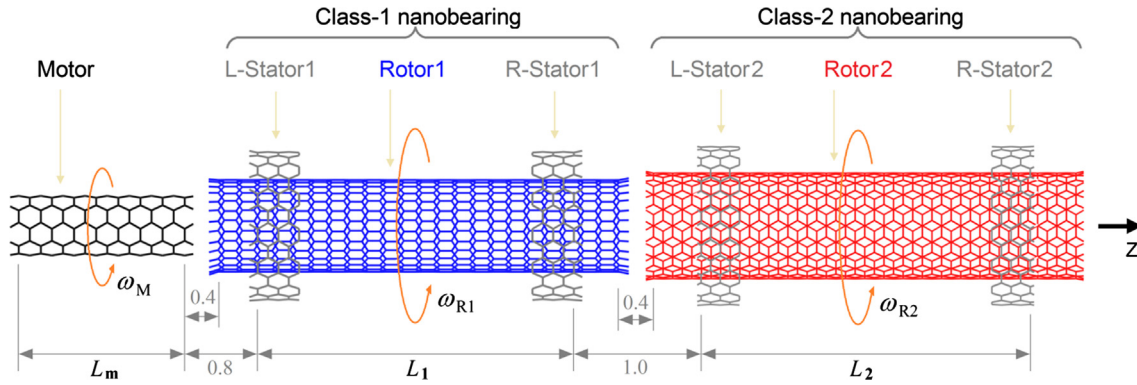 Class-1 nanobearing Class-2 nanobearing
Motor L-Stator1 Rotor1 R-Stator1 L-Stator2 Rotor2 R-Stator2
Z
ωM 0.4 ωR1 0.4 ωR2
Lm 0.8 L1 1.0 L2